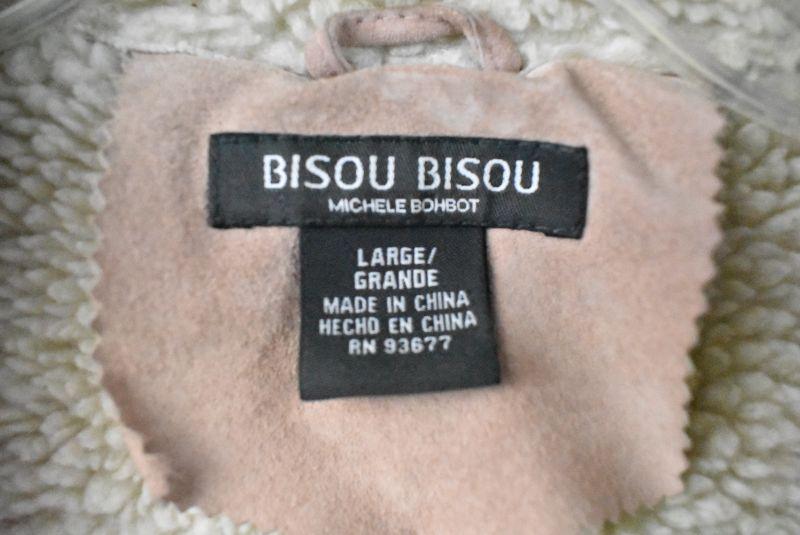 BISOU BISOU
MICHELE BOHBOT
LARGE/
GRANDE
MADE IN CHINA
HECHO EN CHINA
RN 93677